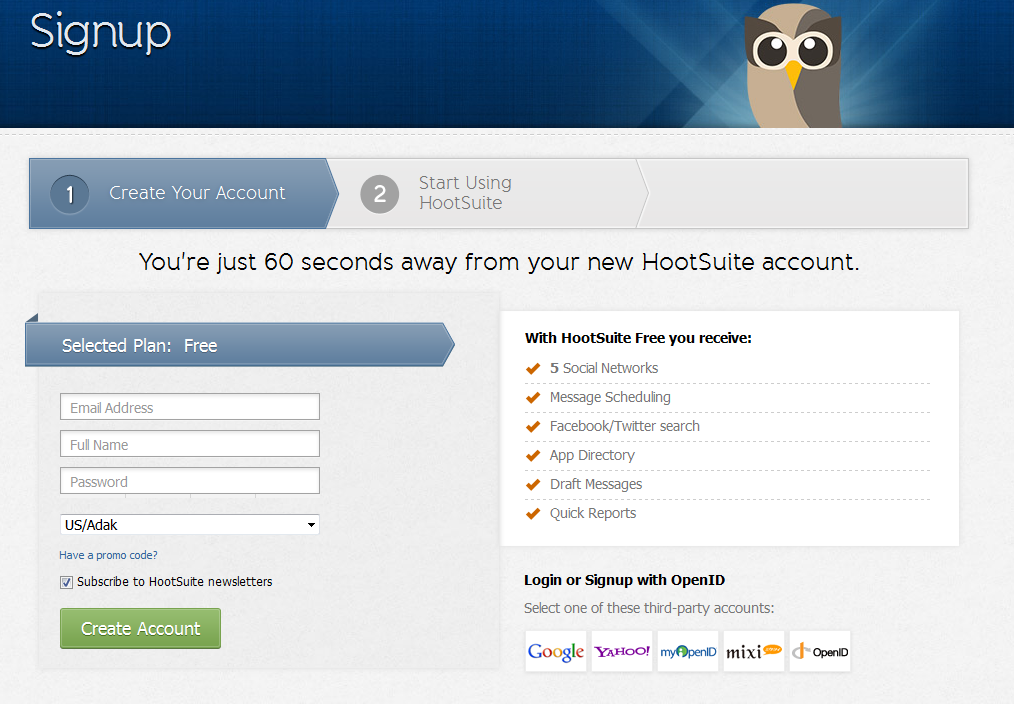 Signup
1 Create Your Account
2 Start Using
HootSuite
You're just 60 seconds away from your new HootSuite account.
Selected Plan: Free
Email Address
Full Name
Password
US/Adak
Have a promo code?
Subscribe to HootSuite newsletters
Create Account
With HootSuite Free you receive:
5 Social Networks
Message Scheduling
Facebook/Twitter search
App Directory
Draft Messages
Quick Reports
Login or Signup with OpenID
Select one of these third-party accounts:
Google YAHOO! myOpenID mixi OpenID